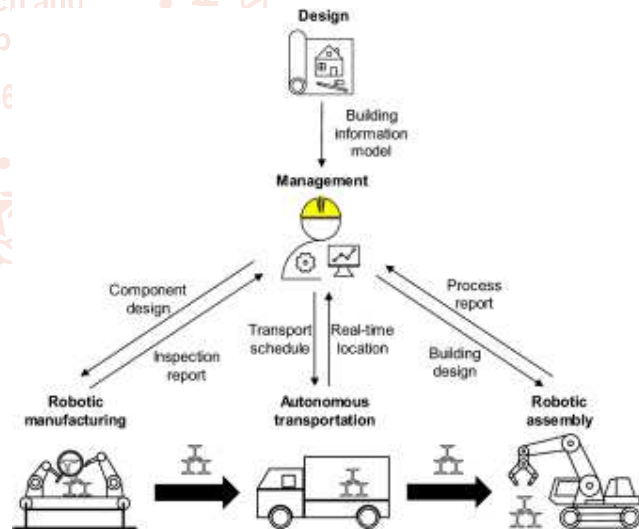 Design
Building
information
model
Management
Component
design
Inspection
report
Transport
schedule
Real-time
location
Process
report
Building
design
Robotic
manufacturing
Autonomous
transportation
Robotic
assembly